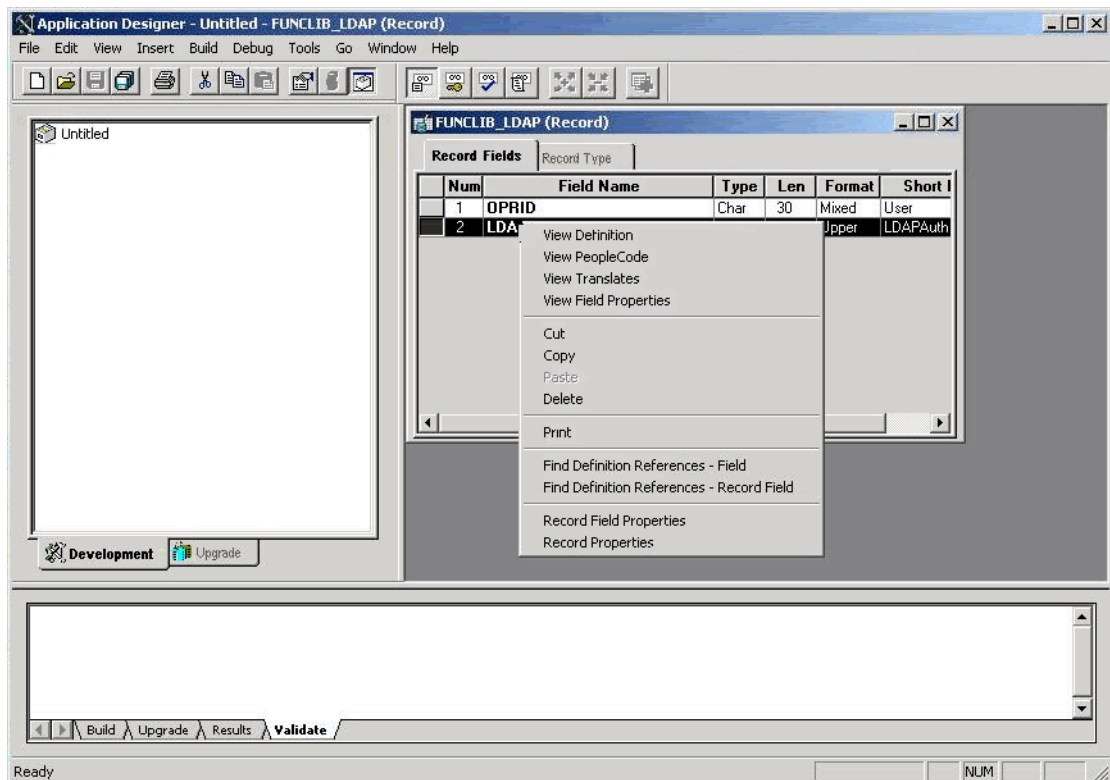 Application Designer - Untitled - FUNCLIB_LDAP (Record)
File Edit View Insert Build Debug Tools Go Window Help
Untitled
FUNCLIB_LDAP (Record)
Record Fields Record Type
Num Field Name Type Len Format Short
1 OPRID Char 30 Mixed User
2 LDA Upper LDAPAuth
View Definition
View PeopleCode
View Translates
View Field Properties
Cut
Copy
Paste
Delete
Print
Find Definition References - Field
Find Definition References - Record Field
Record Field Properties
Record Properties
Development Upgrade
Build Upgrade Results Validate
Ready NUM